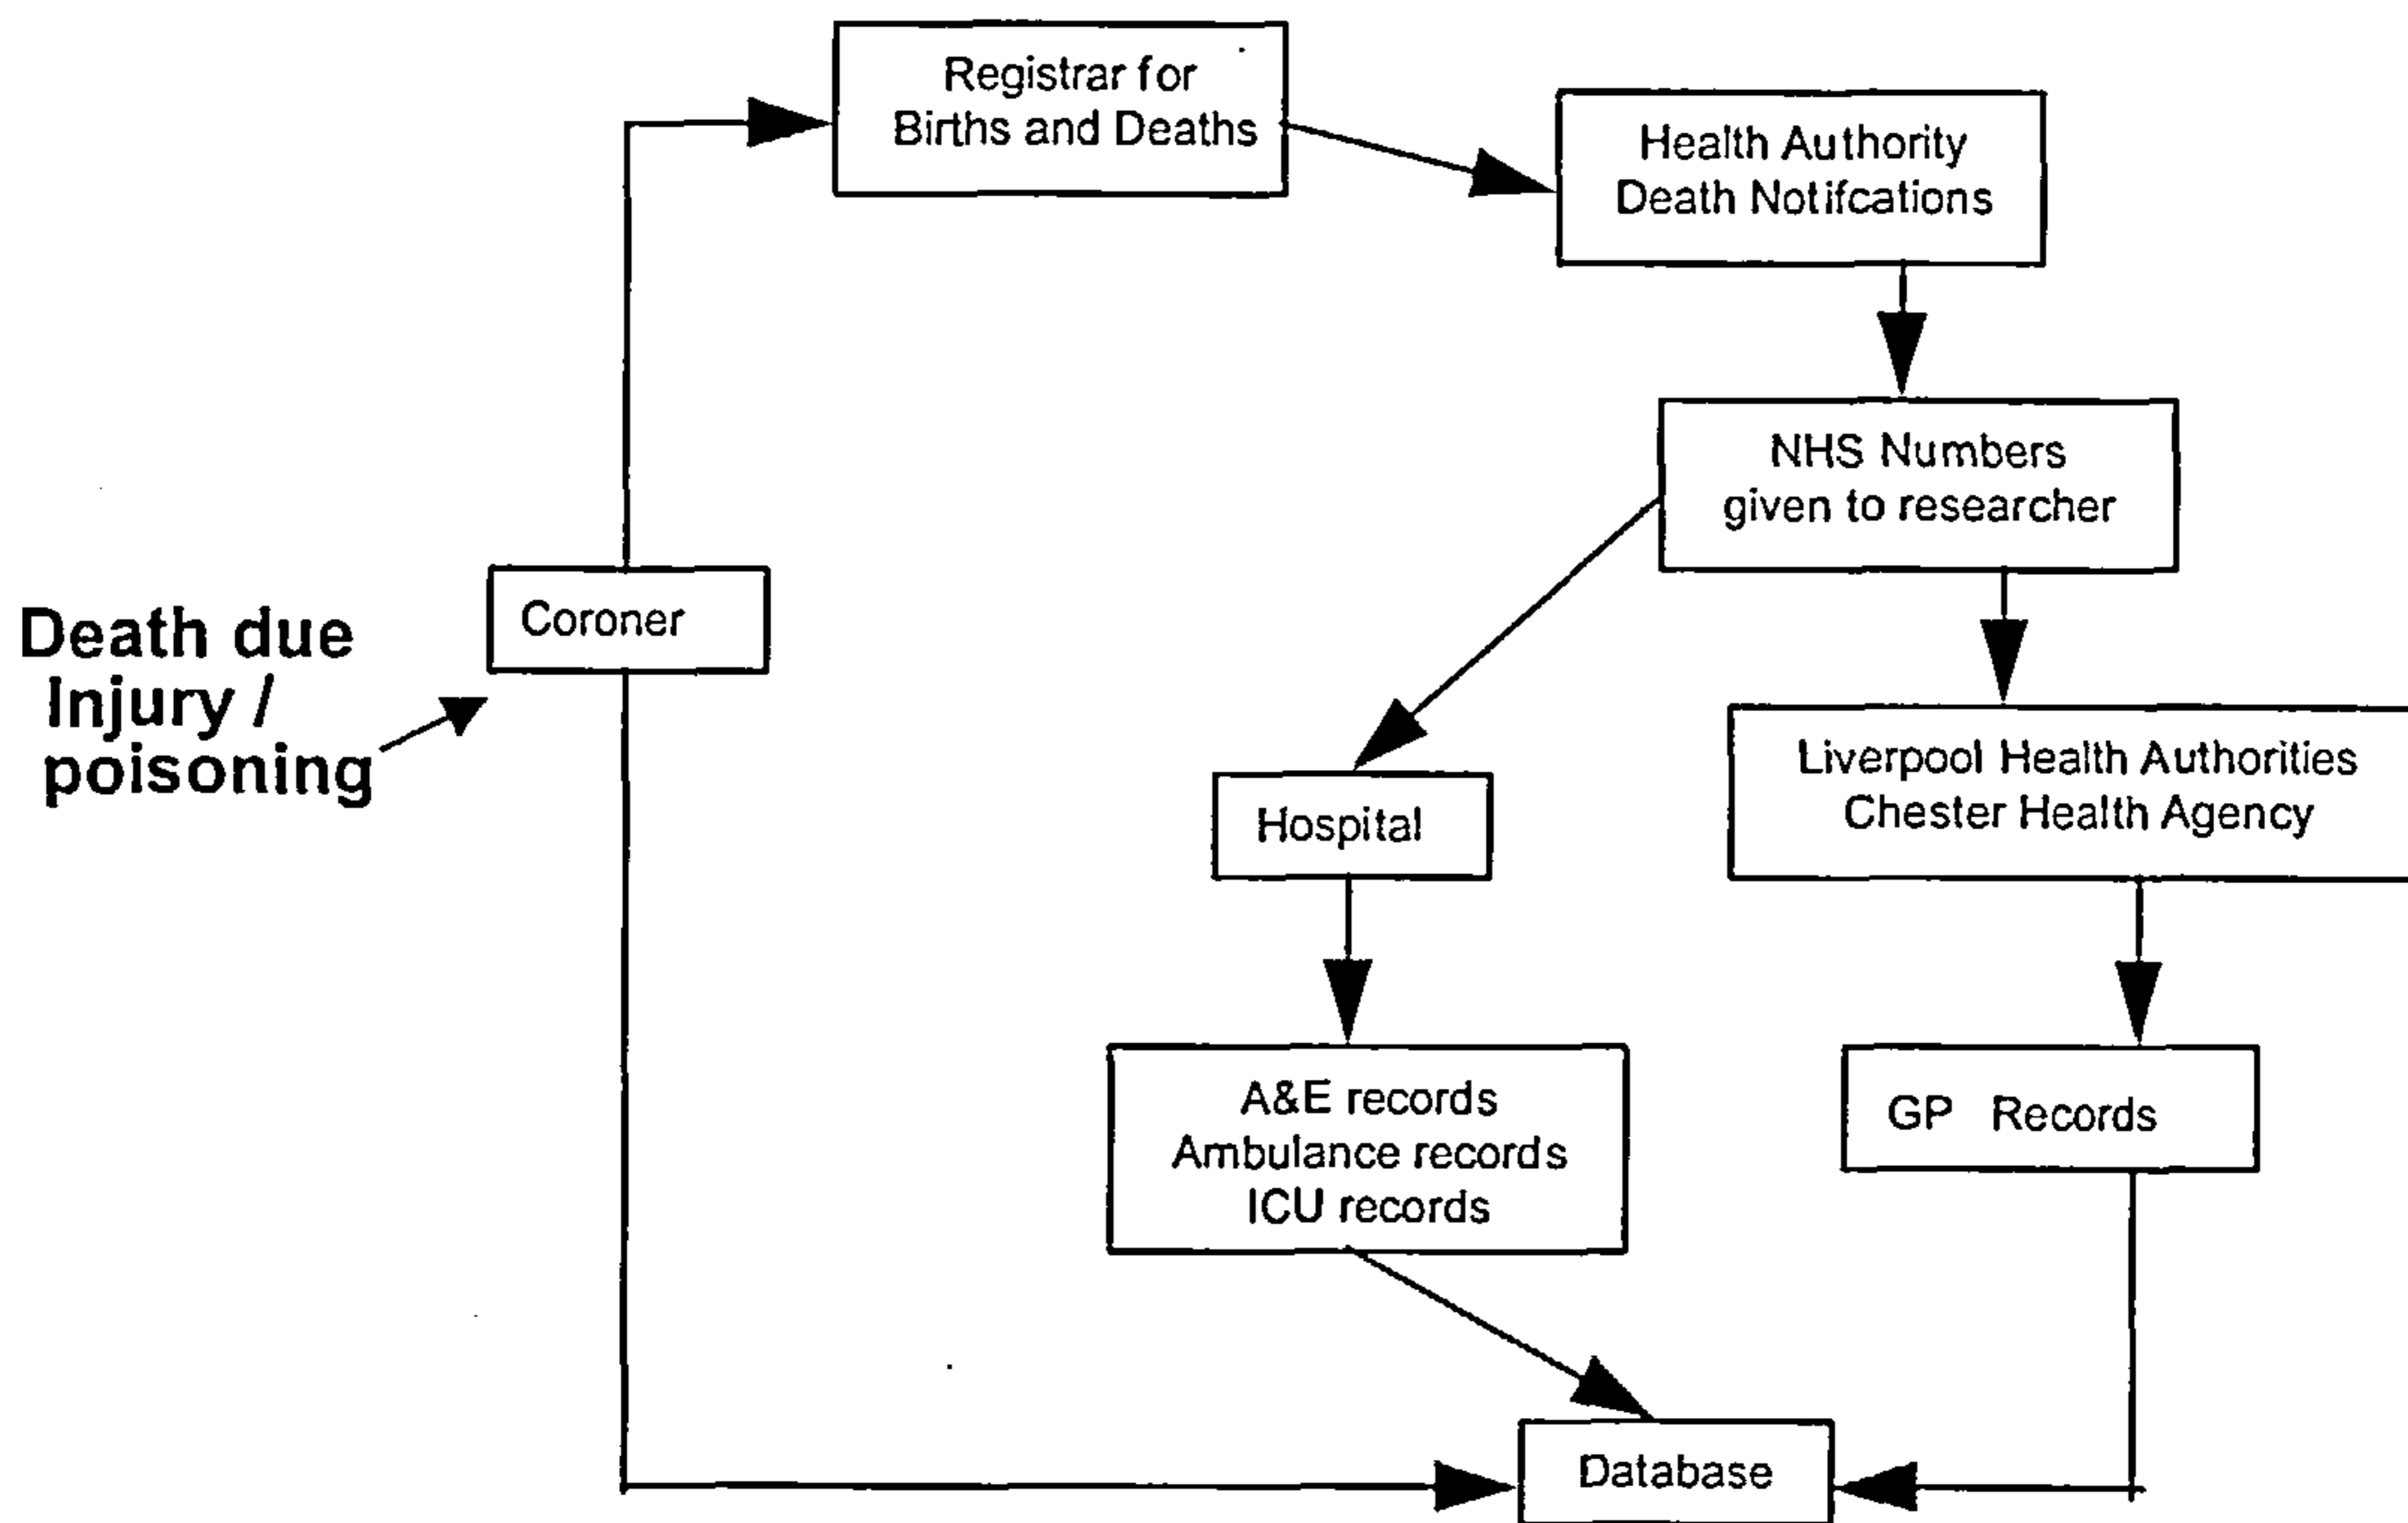 Registrar for
Births and Deaths
Health Authority
Death Notifcations
NHS Numbers
given to researcher
Coroner
Death due
Injury /
poisoning
Liverpool Health Authorities
Chester Health Agency
Hospital
A&E records
Ambulance records
ICU records
GP Records
Database